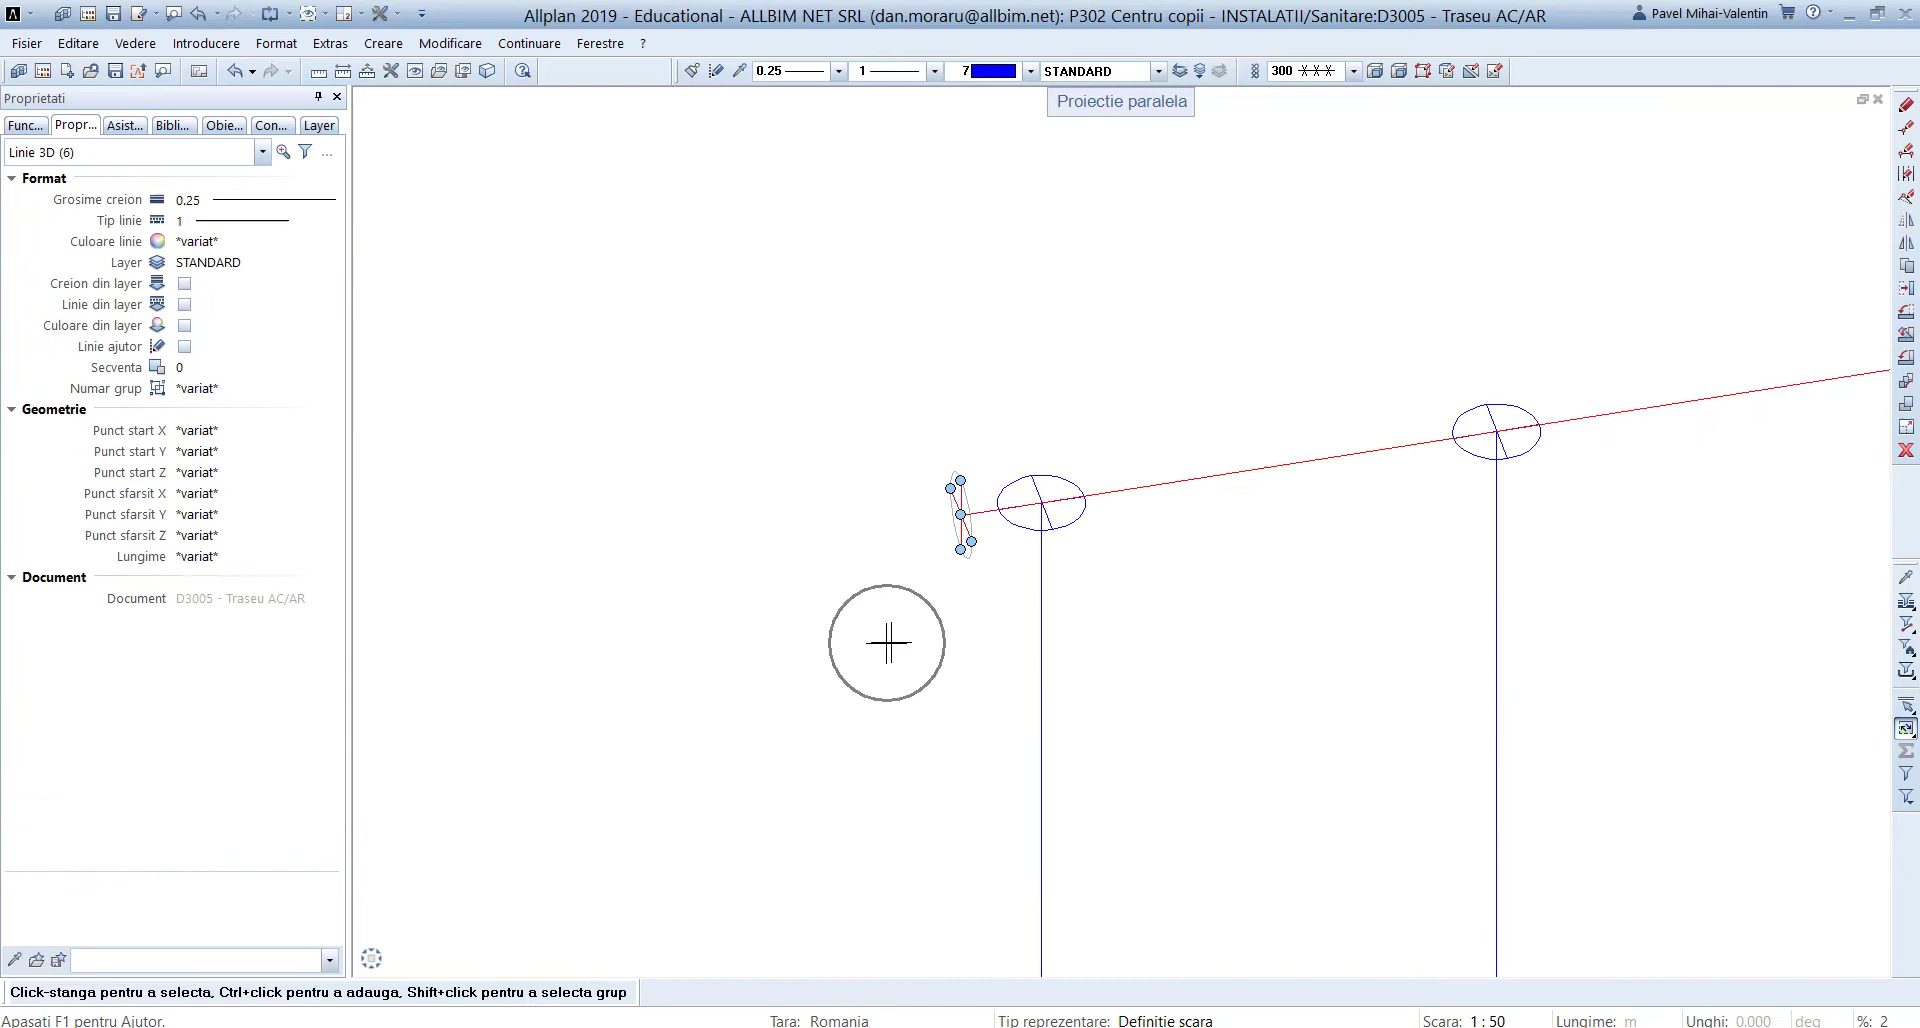 Allplan 2019 - Educational - ALLBIM NET SRL (dan.moraru@allbim.net): P302 Centru copii - INSTALATII/Sanitare:D3005 - Traseu AC/AR
Pavel Mihai-Valentin
Fisier Editare Vedere Introducere Format Extras Creare Modificare Continuare Ferestre ?
0.25 1 7 STANDARD 300
Proprietati
Proiectie paralela
Func... Propr... Asist... Bibli... Obie... Con... Layer
Linie 3D (6)
...
Format
Grosime creion 0.25
Tip linie 1
Culoare linie *variat*
Layer STANDARD
Creion din layer
Linie din layer
Culoare din layer
Linie ajutor
Secventa 0
Numar grup *variat*
Geometrie
Punct start X *variat*
Punct start Y *variat*
Punct start Z *variat*
Punct sfarsit X *variat*
Punct sfarsit Y *variat*
Punct sfarsit Z *variat*
Lungime *variat*
Document
Document D3005 - Traseu AC/AR
Click-stanga pentru a selecta, Ctrl+click pentru a adauga, Shift+click pentru a selecta grup
Apasati F1 pentru Ajutor.
Tara: Romania
Tip reprezentare: Definitie scara
Scara: 1 : 50
Lungime: m
Unghi: 0.000 deg
%: 2